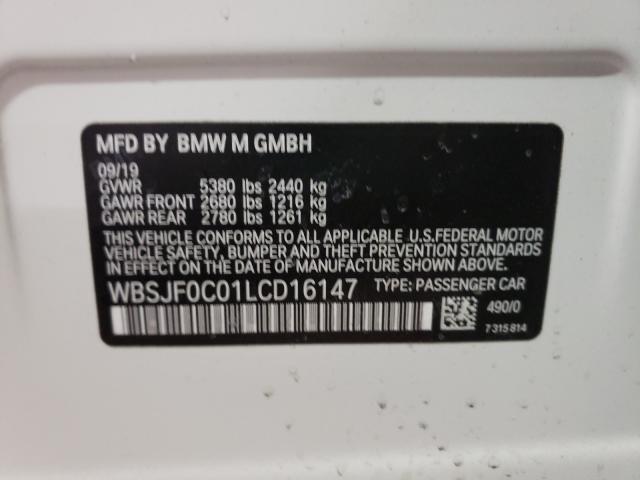 MFD BY BMW M GMBH
09/19
GVWR 5380 lbs 2440 kg
GAWR FRONT 2680 lbs 1216 kg
GAWR REAR 2780 lbs 1261 kg
THIS VEHICLE CONFORMS TO ALL APPLICABLE U.S.FEDERAL MOTOR
VEHICLE SAFETY, BUMPER AND THEFT PREVENTION STANDARDS
IN EFFECT ON THE DATE OF MANUFACTURE SHOWN ABOVE.
WBSJF0C01LCD16147 TYPE: PASSENGER CAR
490/0
7315814